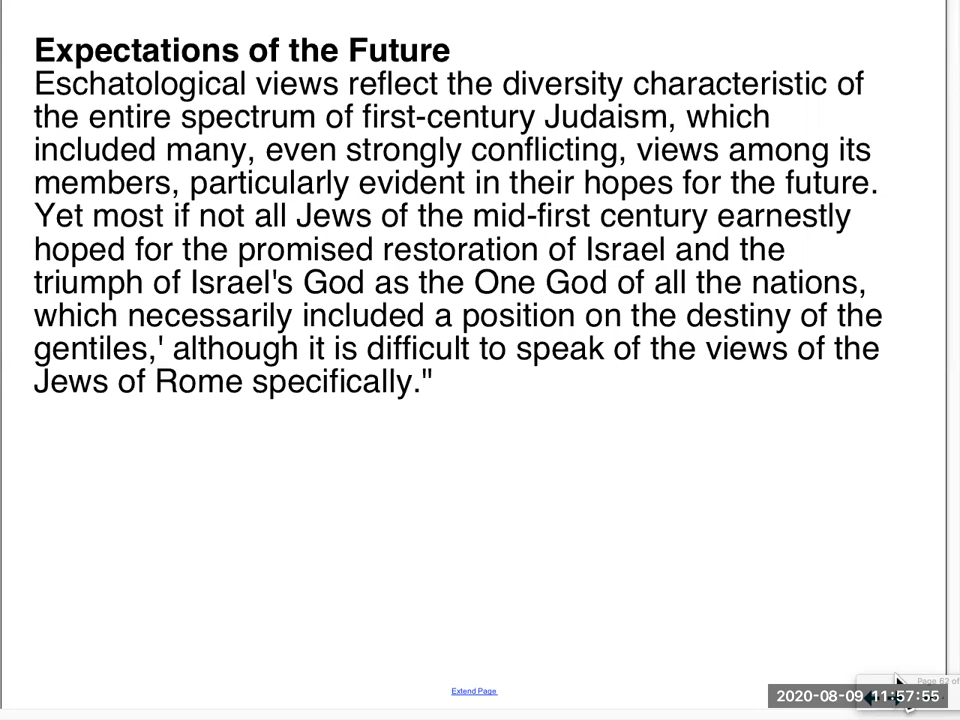 Expectations of the Future
Eschatological views reflect the diversity characteristic of
the entire spectrum of first-century Judaism, which
included many, even strongly conflicting, views among its
members, particularly evident in their hopes for the future.
Yet most if not all Jews of the mid-first century earnestly
hoped for the promised restoration of Israel and the
triumph of Israel's God as the One God of all the nations,
which necessarily included a position on the destiny of the
gentiles,' although it is difficult to speak of the views of the
Jews of Rome specifically."
Page 62 of
Extend Page
2020-08-09 11:57:55